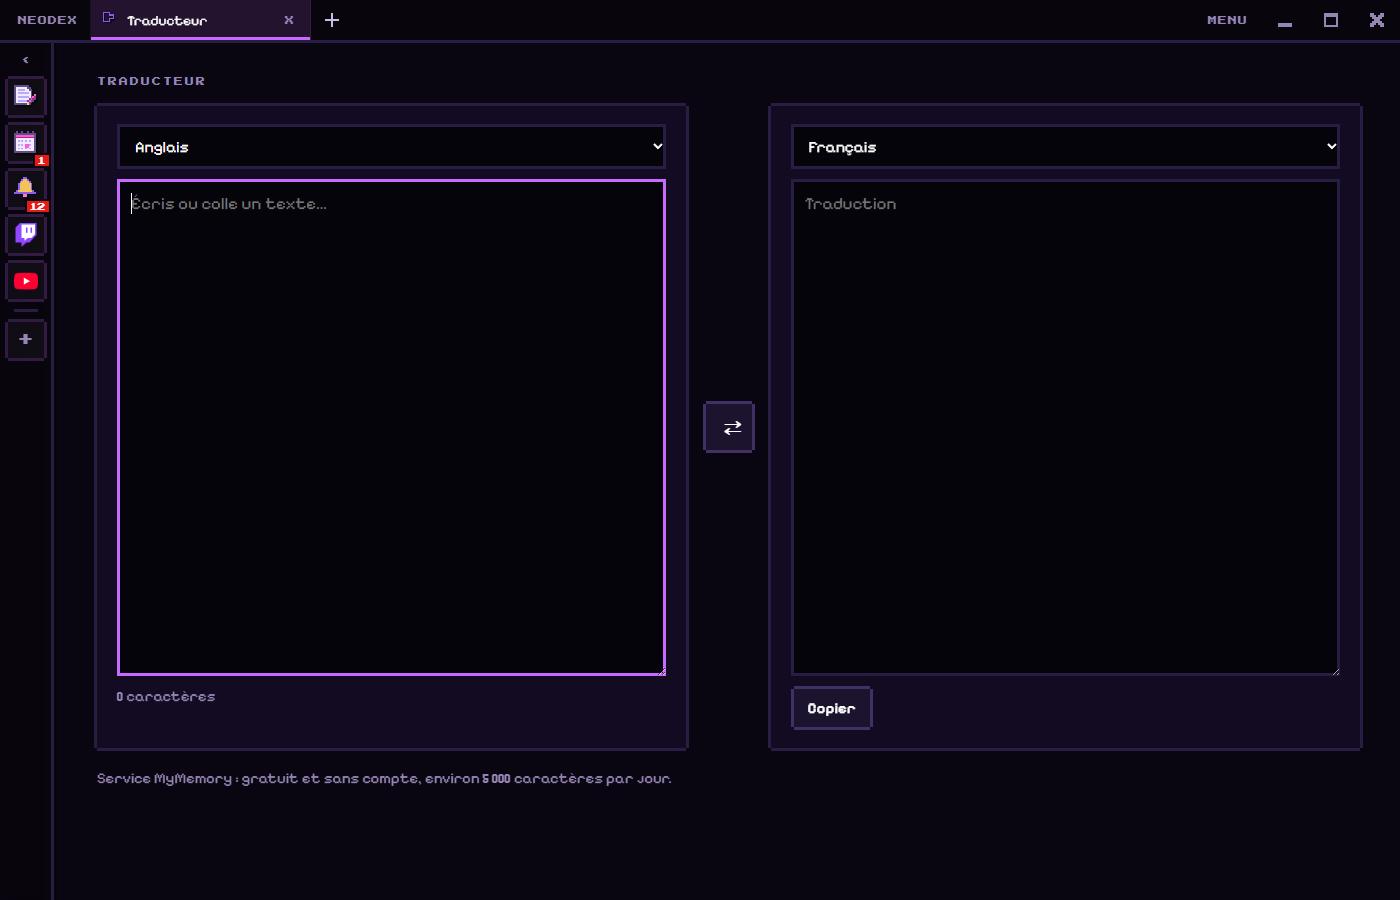 NEODEX
Traducteur
MENU
1
12
TRADUCTEUR
Anglais
Écris ou colle un texte...
0 caractères
Français
Traduction
Copier
Service MyMemory : gratuit et sans compte, environ 5 000 caractères par jour.